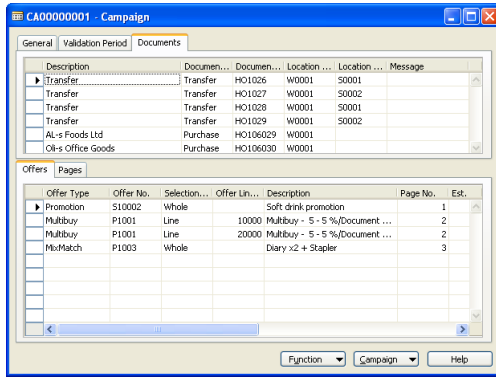 CA00000001 - Campaign
General Validation Period Documents
Description Documen... Documen... Location ... Location ... Message
Transfer Transfer HO1026 W0001 S0001
Transfer Transfer HO1027 W0001 S0002
Transfer Transfer HO1028 W0001 S0001
Transfer Transfer HO1029 W0001 S0002
AL-s Foods Ltd Purchase HO106029 W0001
Oli-s Office Goods Purchase HO106030 W0001
Offers Pages
Offer Type Offer No. Selection... Offer Lin... Description Page No. Est.
Promotion S10002 Whole Soft drink promotion 1
Multibuy P1001 Line 10000 Multibuy - 5 - 5 %/Document ... 2
Multibuy P1001 Line 20000 Multibuy - 5 - 5 %/Document ... 2
MixMatch P1003 Whole Diary x2 + Stapler 3
Function Campaign Help